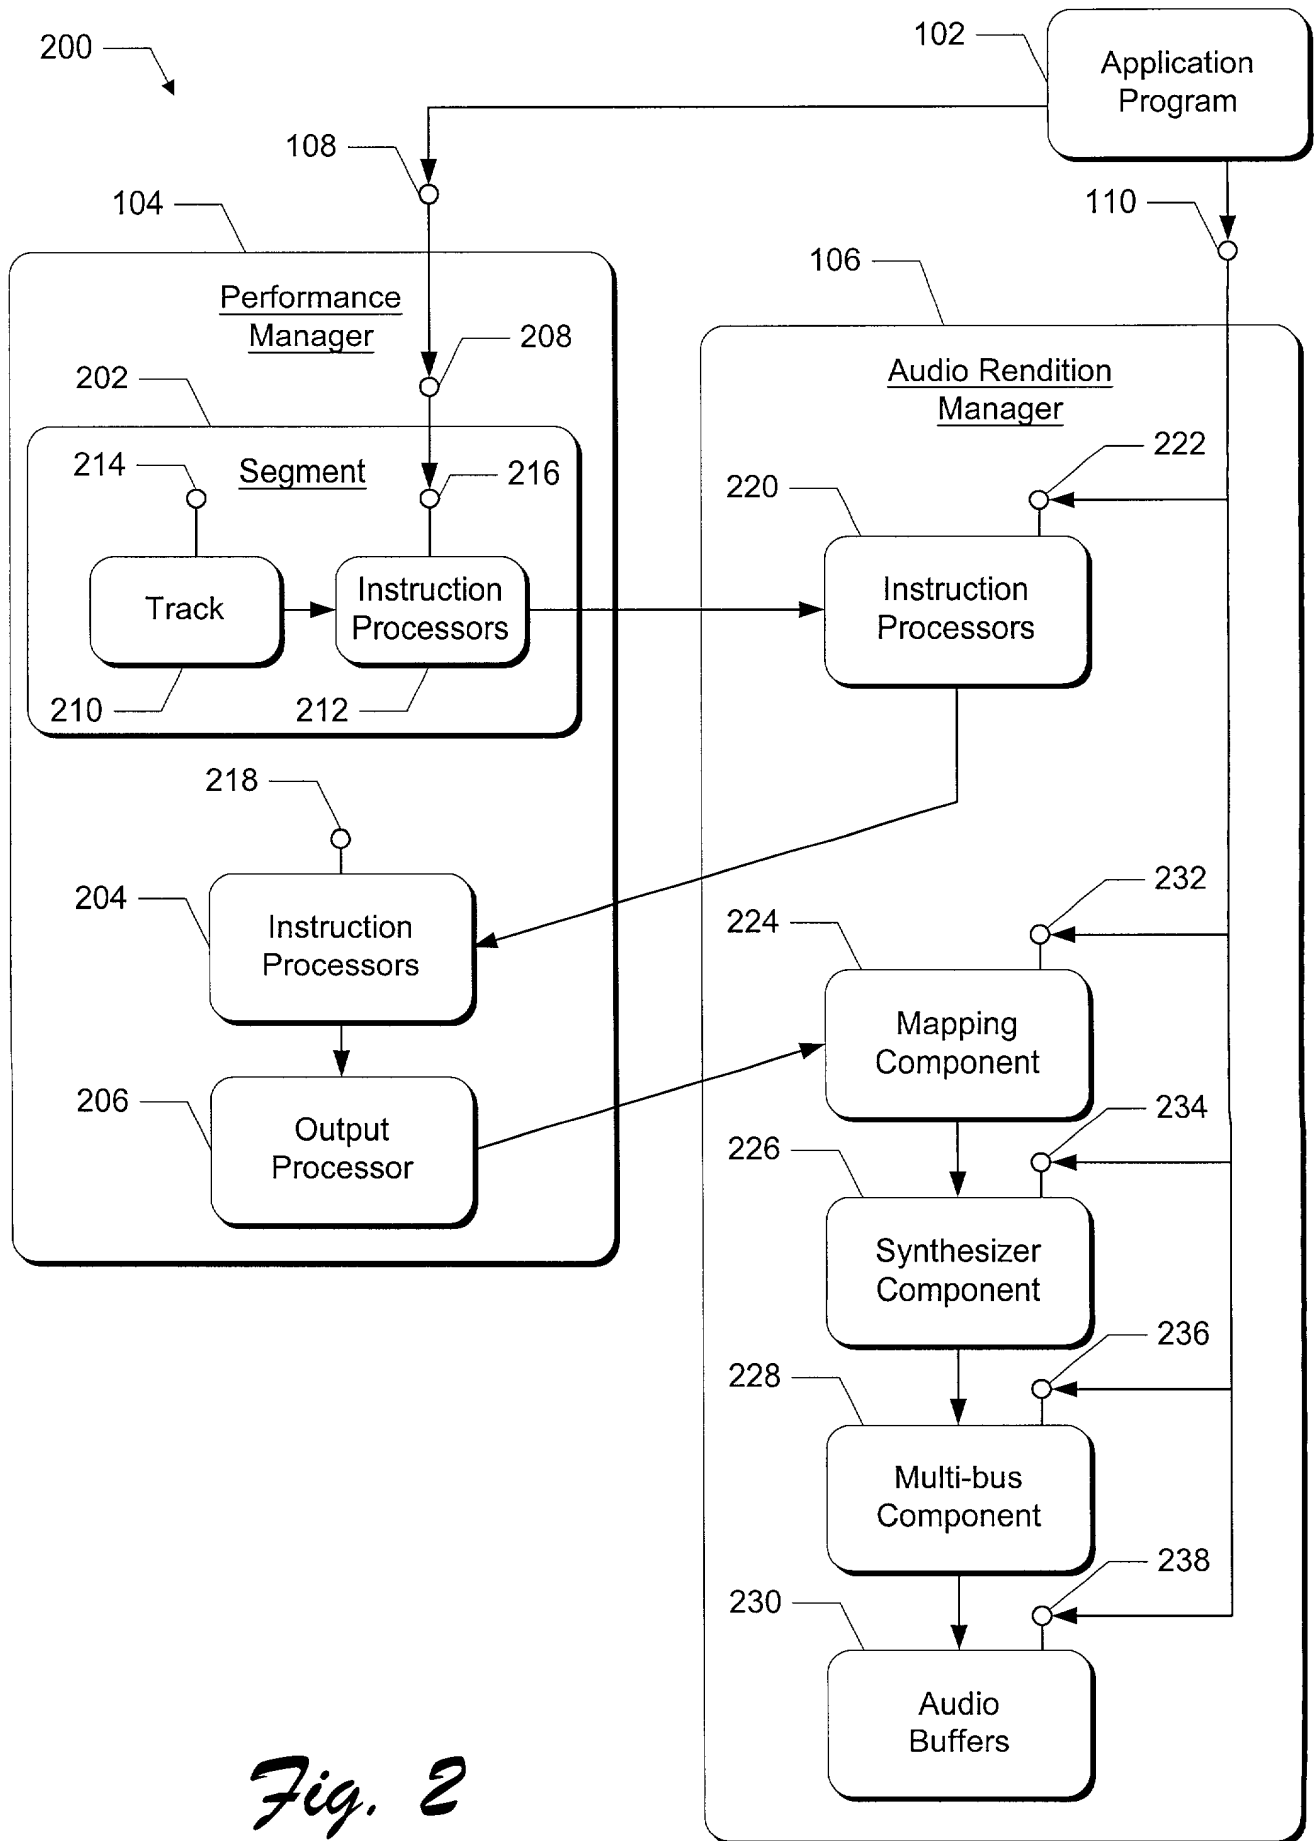 200
102
Application
Program
108
110
104
106
Performance
Manager
208
Audio Rendition
Manager
202
222
214
Segment
216
220
Track
Instruction
Processors
Instruction
Processors
210
212
218
232
204
224
Instruction
Processors
Mapping
Component
206
234
Output
Processor
226
Synthesizer
Component
236
228
Multi-bus
Component
238
230
Audio
Buffers
Fig. 2